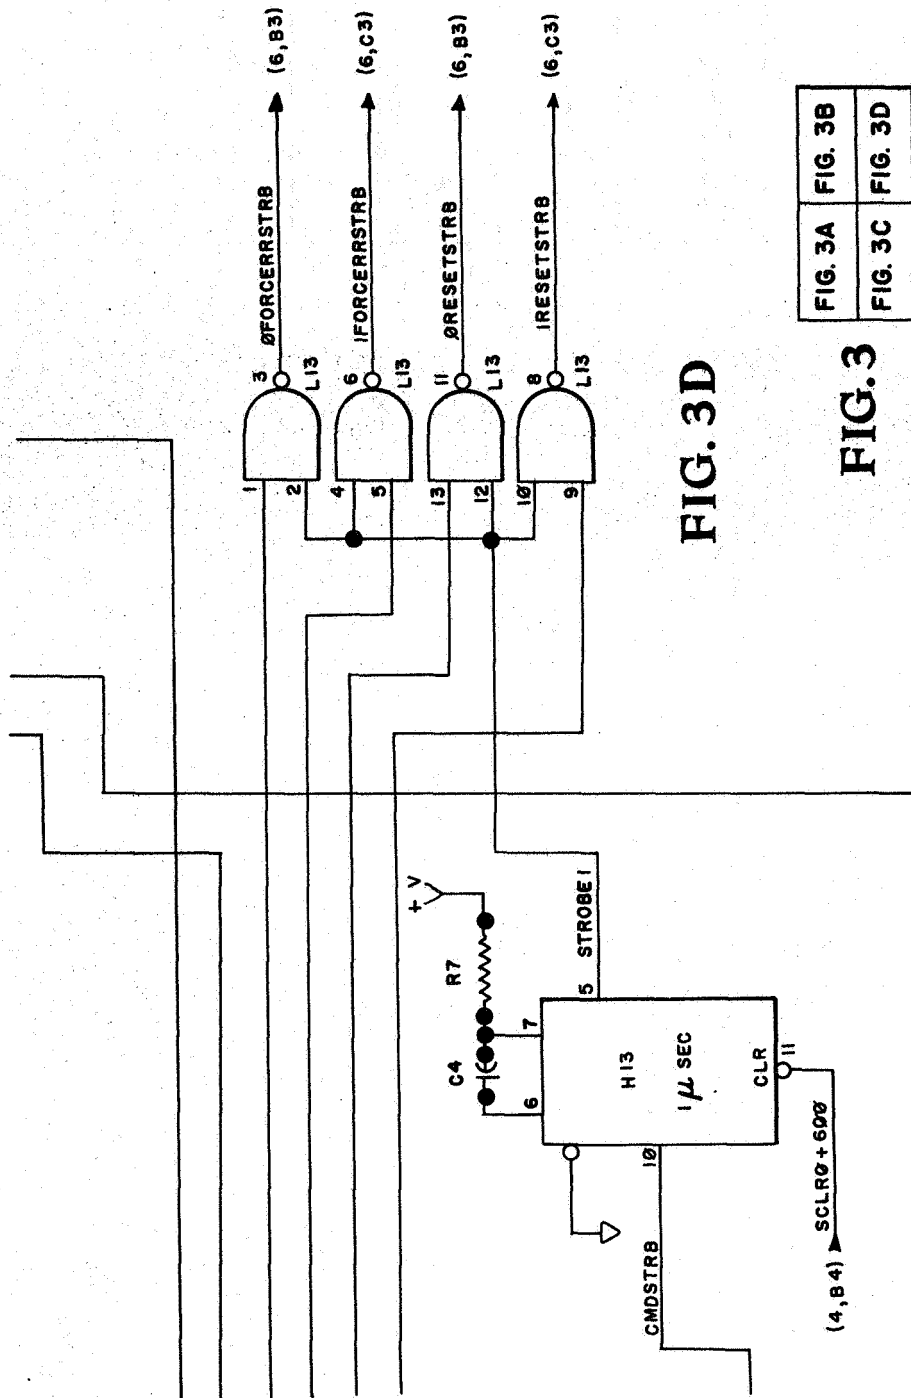 ØFORCERRSTRB (6,B3)
1 2 3 L13
1FORCERRSTRB (6,C3)
4 5 6 L13
ØRESETSTRB (6,B3)
13 12 11 L13
1RESETSTRB (6,C3)
10 9 8 L13
+V
R7
C4
6 7
H13
1µ SEC
5 STROBE1
CMDSTRB 10
CLR
11
(4,B4) SCLRØ+6ØØ
FIG. 3D
FIG. 3
FIG. 3A FIG. 3B
FIG. 3C FIG. 3D